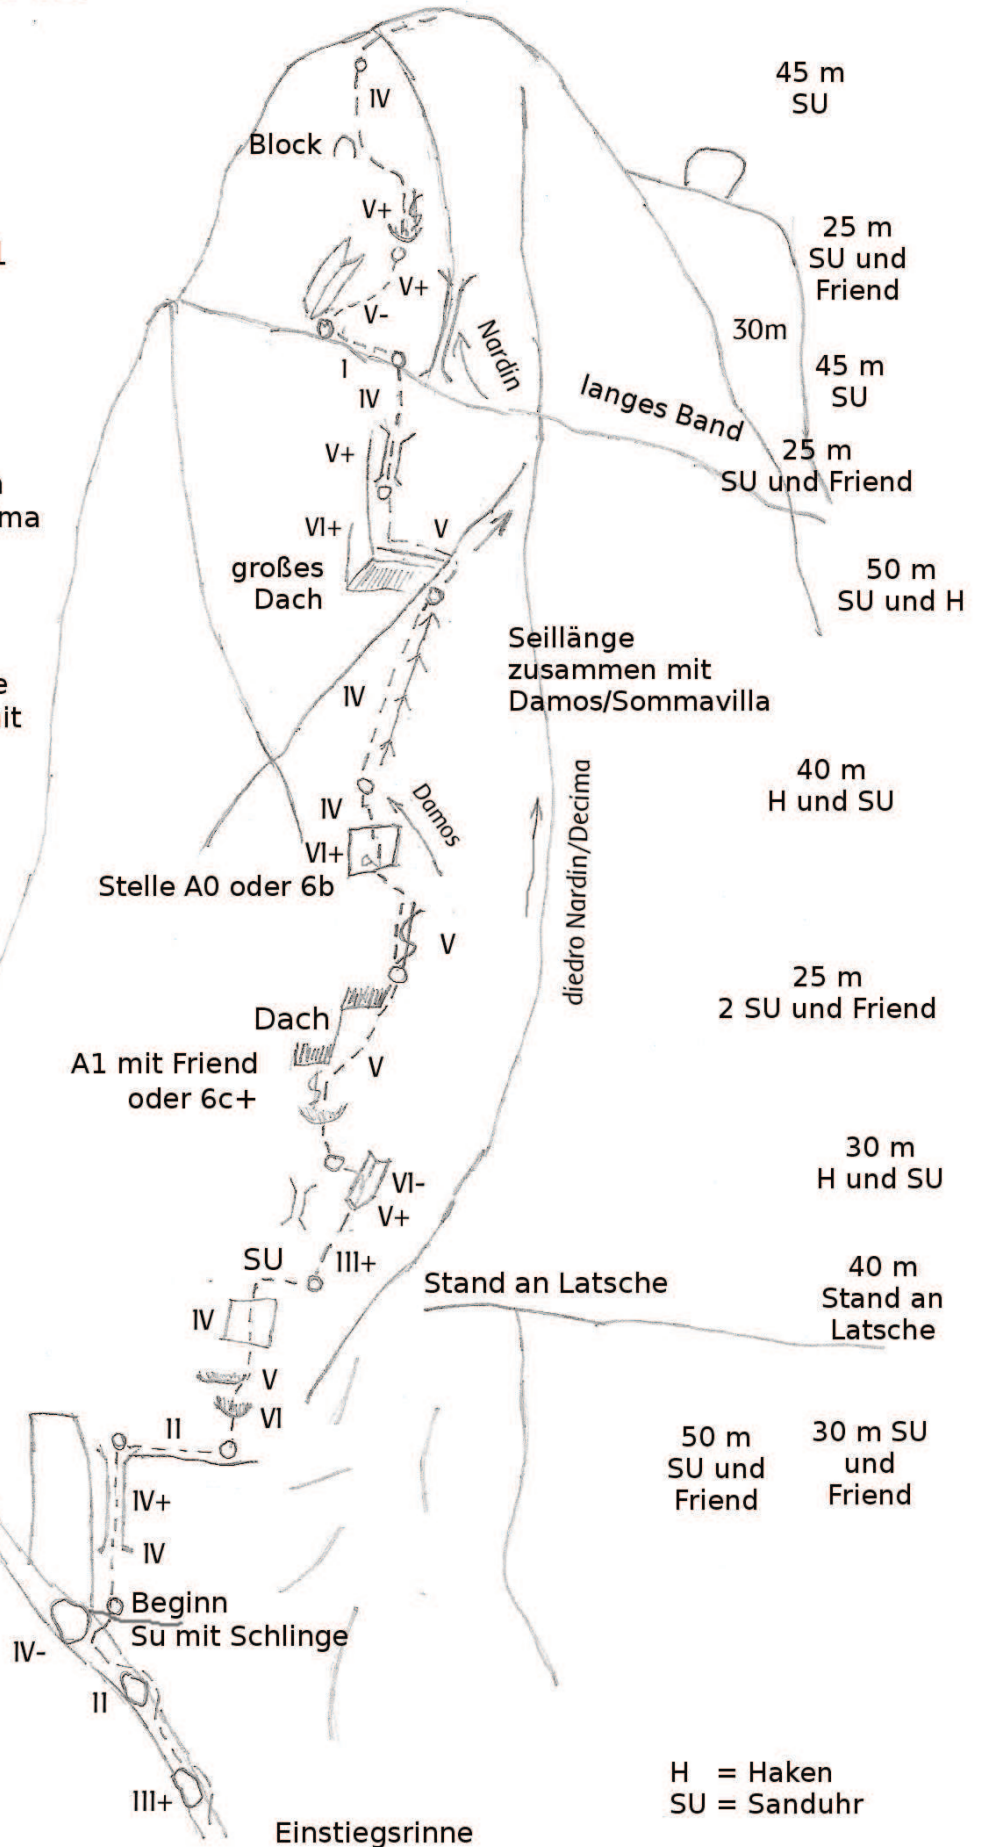 45 m
SU
IV
Block
V+
25 m
SU und
Friend
V+
V-
30m
Nardin
I
45 m
SU
IV
langes Band
V+
25 m
SU und Friend
ma
VI+
V
großes
Dach
50 m
SU und H
Seillänge
zusammen mit
Damos/Sommavilla
e
it
IV
40 m
H und SU
IV
Damos
diedro Nardin/Decima
VI+
Stelle A0 oder 6b
V
25 m
2 SU und Friend
Dach
A1 mit Friend
oder 6c+
V
30 m
H und SU
VI-
V+
SU
III+
Stand an Latsche
40 m
Stand an
Latsche
IV
V
VI
II
50 m
SU und
Friend
30 m SU
und
Friend
IV+
IV
Beginn
Su mit Schlinge
IV-
II
III+
H = Haken
SU = Sanduhr
Einstiegsrinne